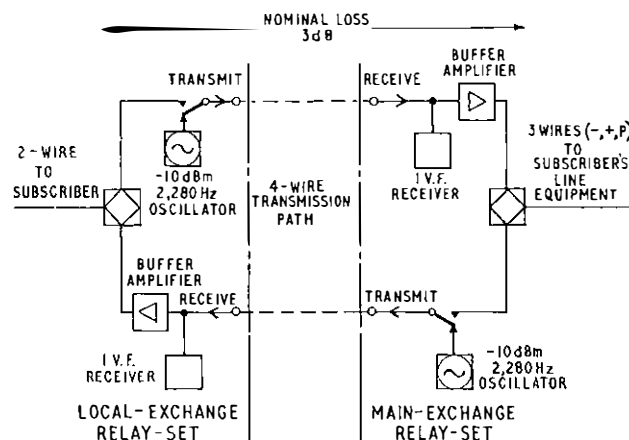 NOMINAL LOSS
3dB
TRANSMIT
RECEIVE
BUFFER
AMPLIFIER
2-WIRE
TO
SUBSCRIBER
-10dBm
2,280Hz
OSCILLATOR
4-WIRE
TRANSMISSION
PATH
1 V.F.
RECEIVER
3 WIRES (-,+,P)
TO
SUBSCRIBER'S
LINE
EQUIPMENT
BUFFER
AMPLIFIER
RECEIVE
TRANSMIT
1 V.F.
RECEIVER
-10dBm
2,280Hz
OSCILLATOR
LOCAL-EXCHANGE
RELAY-SET
MAIN-EXCHANGE
RELAY-SET